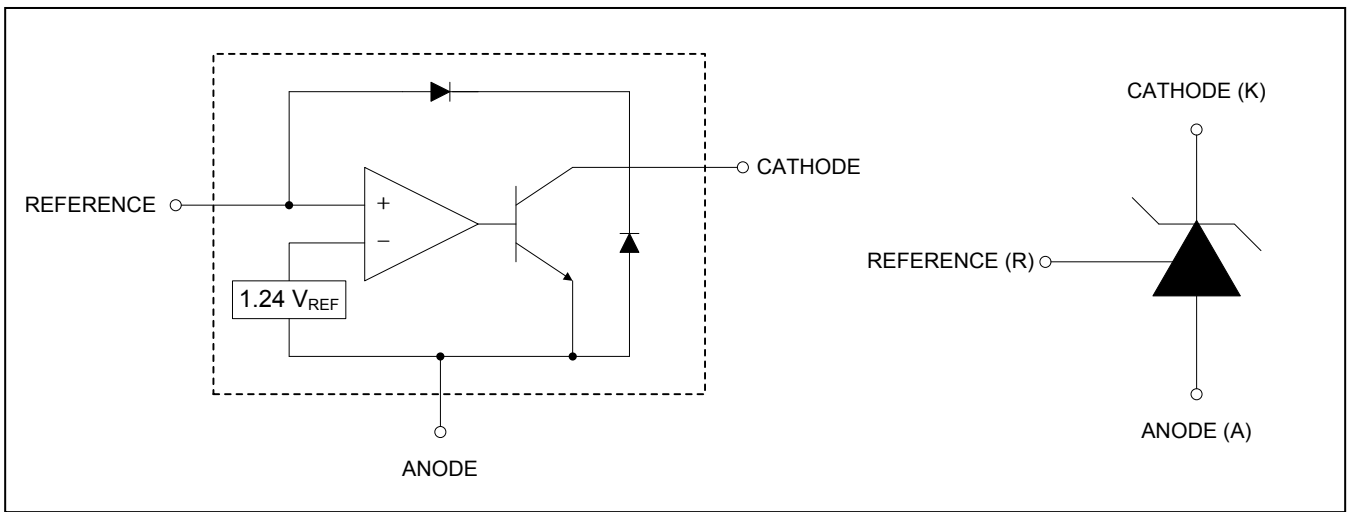 REFERENCE
+
−
1.24 VREF
CATHODE
ANODE
CATHODE (K)
REFERENCE (R)
ANODE (A)